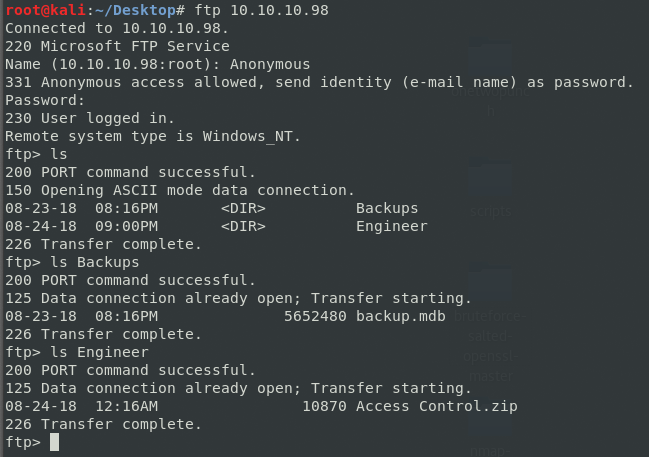 root@kali:~/Desktop# ftp 10.10.10.98
Connected to 10.10.10.98.
220 Microsoft FTP Service
Name (10.10.10.98:root): Anonymous
331 Anonymous access allowed, send identity (e-mail name) as password.
Password:
230 User logged in.
Remote system type is Windows_NT.
ftp> ls
200 PORT command successful.
150 Opening ASCII mode data connection.
08-23-18  08:16PM       <DIR>          Backups
08-24-18  09:00PM       <DIR>          Engineer
226 Transfer complete.
ftp> ls Backups
200 PORT command successful.
125 Data connection already open; Transfer starting.
08-23-18  08:16PM              5652480 backup.mdb
226 Transfer complete.
ftp> ls Engineer
200 PORT command successful.
125 Data connection already open; Transfer starting.
08-24-18  12:16AM                10870 Access Control.zip
226 Transfer complete.
ftp>
scripts
master